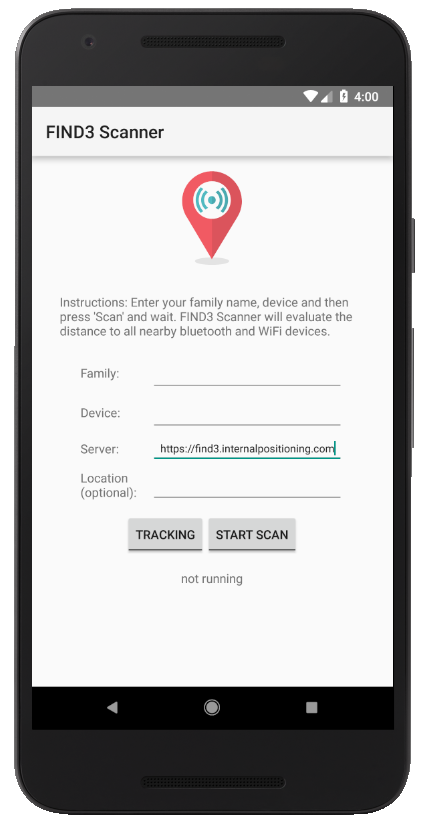 4:00
FIND3 Scanner
Instructions: Enter your family name, device and then
press 'Scan' and wait. FIND3 Scanner will evaluate the
distance to all nearby bluetooth and WiFi devices.
Family:
Device:
Server: https://find3.internalpositioning.com
Location
(optional):
TRACKING START SCAN
not running